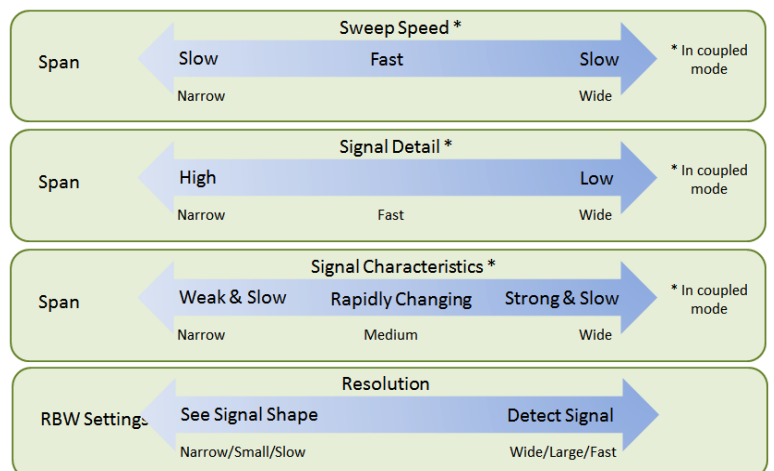 Sweep Speed *
Span
Slow
Fast
Slow
* In coupled
mode
Narrow
Wide
Signal Detail *
Span
High
Low
* In coupled
mode
Narrow
Fast
Wide
Signal Characteristics *
Span
Weak & Slow
Rapidly Changing
Strong & Slow
* In coupled
mode
Narrow
Medium
Wide
Resolution
RBW Settings
See Signal Shape
Detect Signal
Narrow/Small/Slow
Wide/Large/Fast